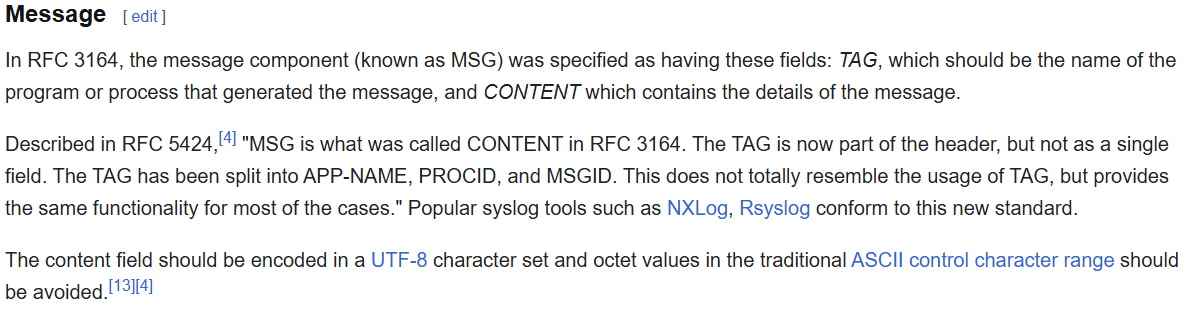 Message [ edit ]
In RFC 3164, the message component (known as MSG) was specified as having these fields: TAG, which should be the name of the
program or process that generated the message, and CONTENT which contains the details of the message.
Described in RFC 5424,[4] "MSG is what was called CONTENT in RFC 3164. The TAG is now part of the header, but not as a single
field. The TAG has been split into APP-NAME, PROCID, and MSGID. This does not totally resemble the usage of TAG, but provides
the same functionality for most of the cases." Popular syslog tools such as NXLog, Rsyslog conform to this new standard.
The content field should be encoded in a UTF-8 character set and octet values in the traditional ASCII control character range should
be avoided.[13][4]